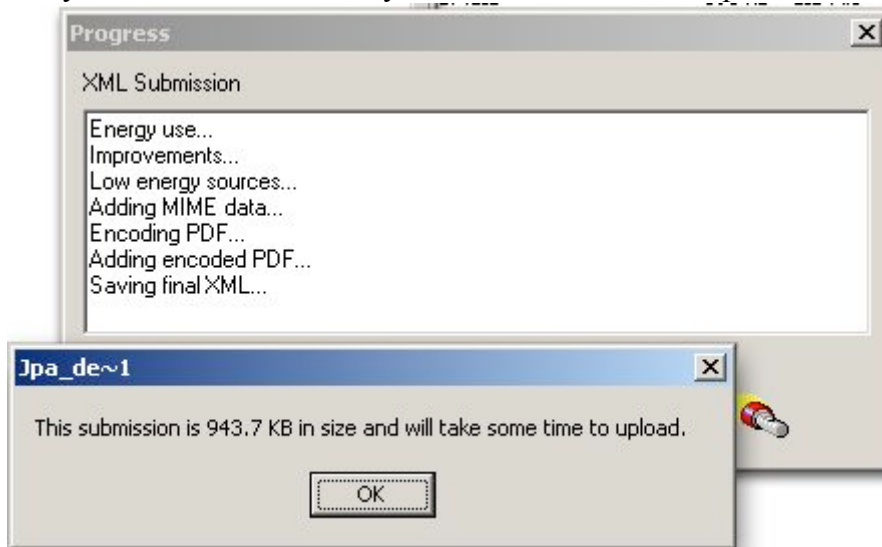 Progress
XML Submission
Energy use...
Improvements...
Low energy sources...
Adding MIME data...
Encoding PDF...
Adding encoded PDF...
Saving final XML...
Jpa_de~1
This submission is 943.7 KB in size and will take some time to upload.
OK